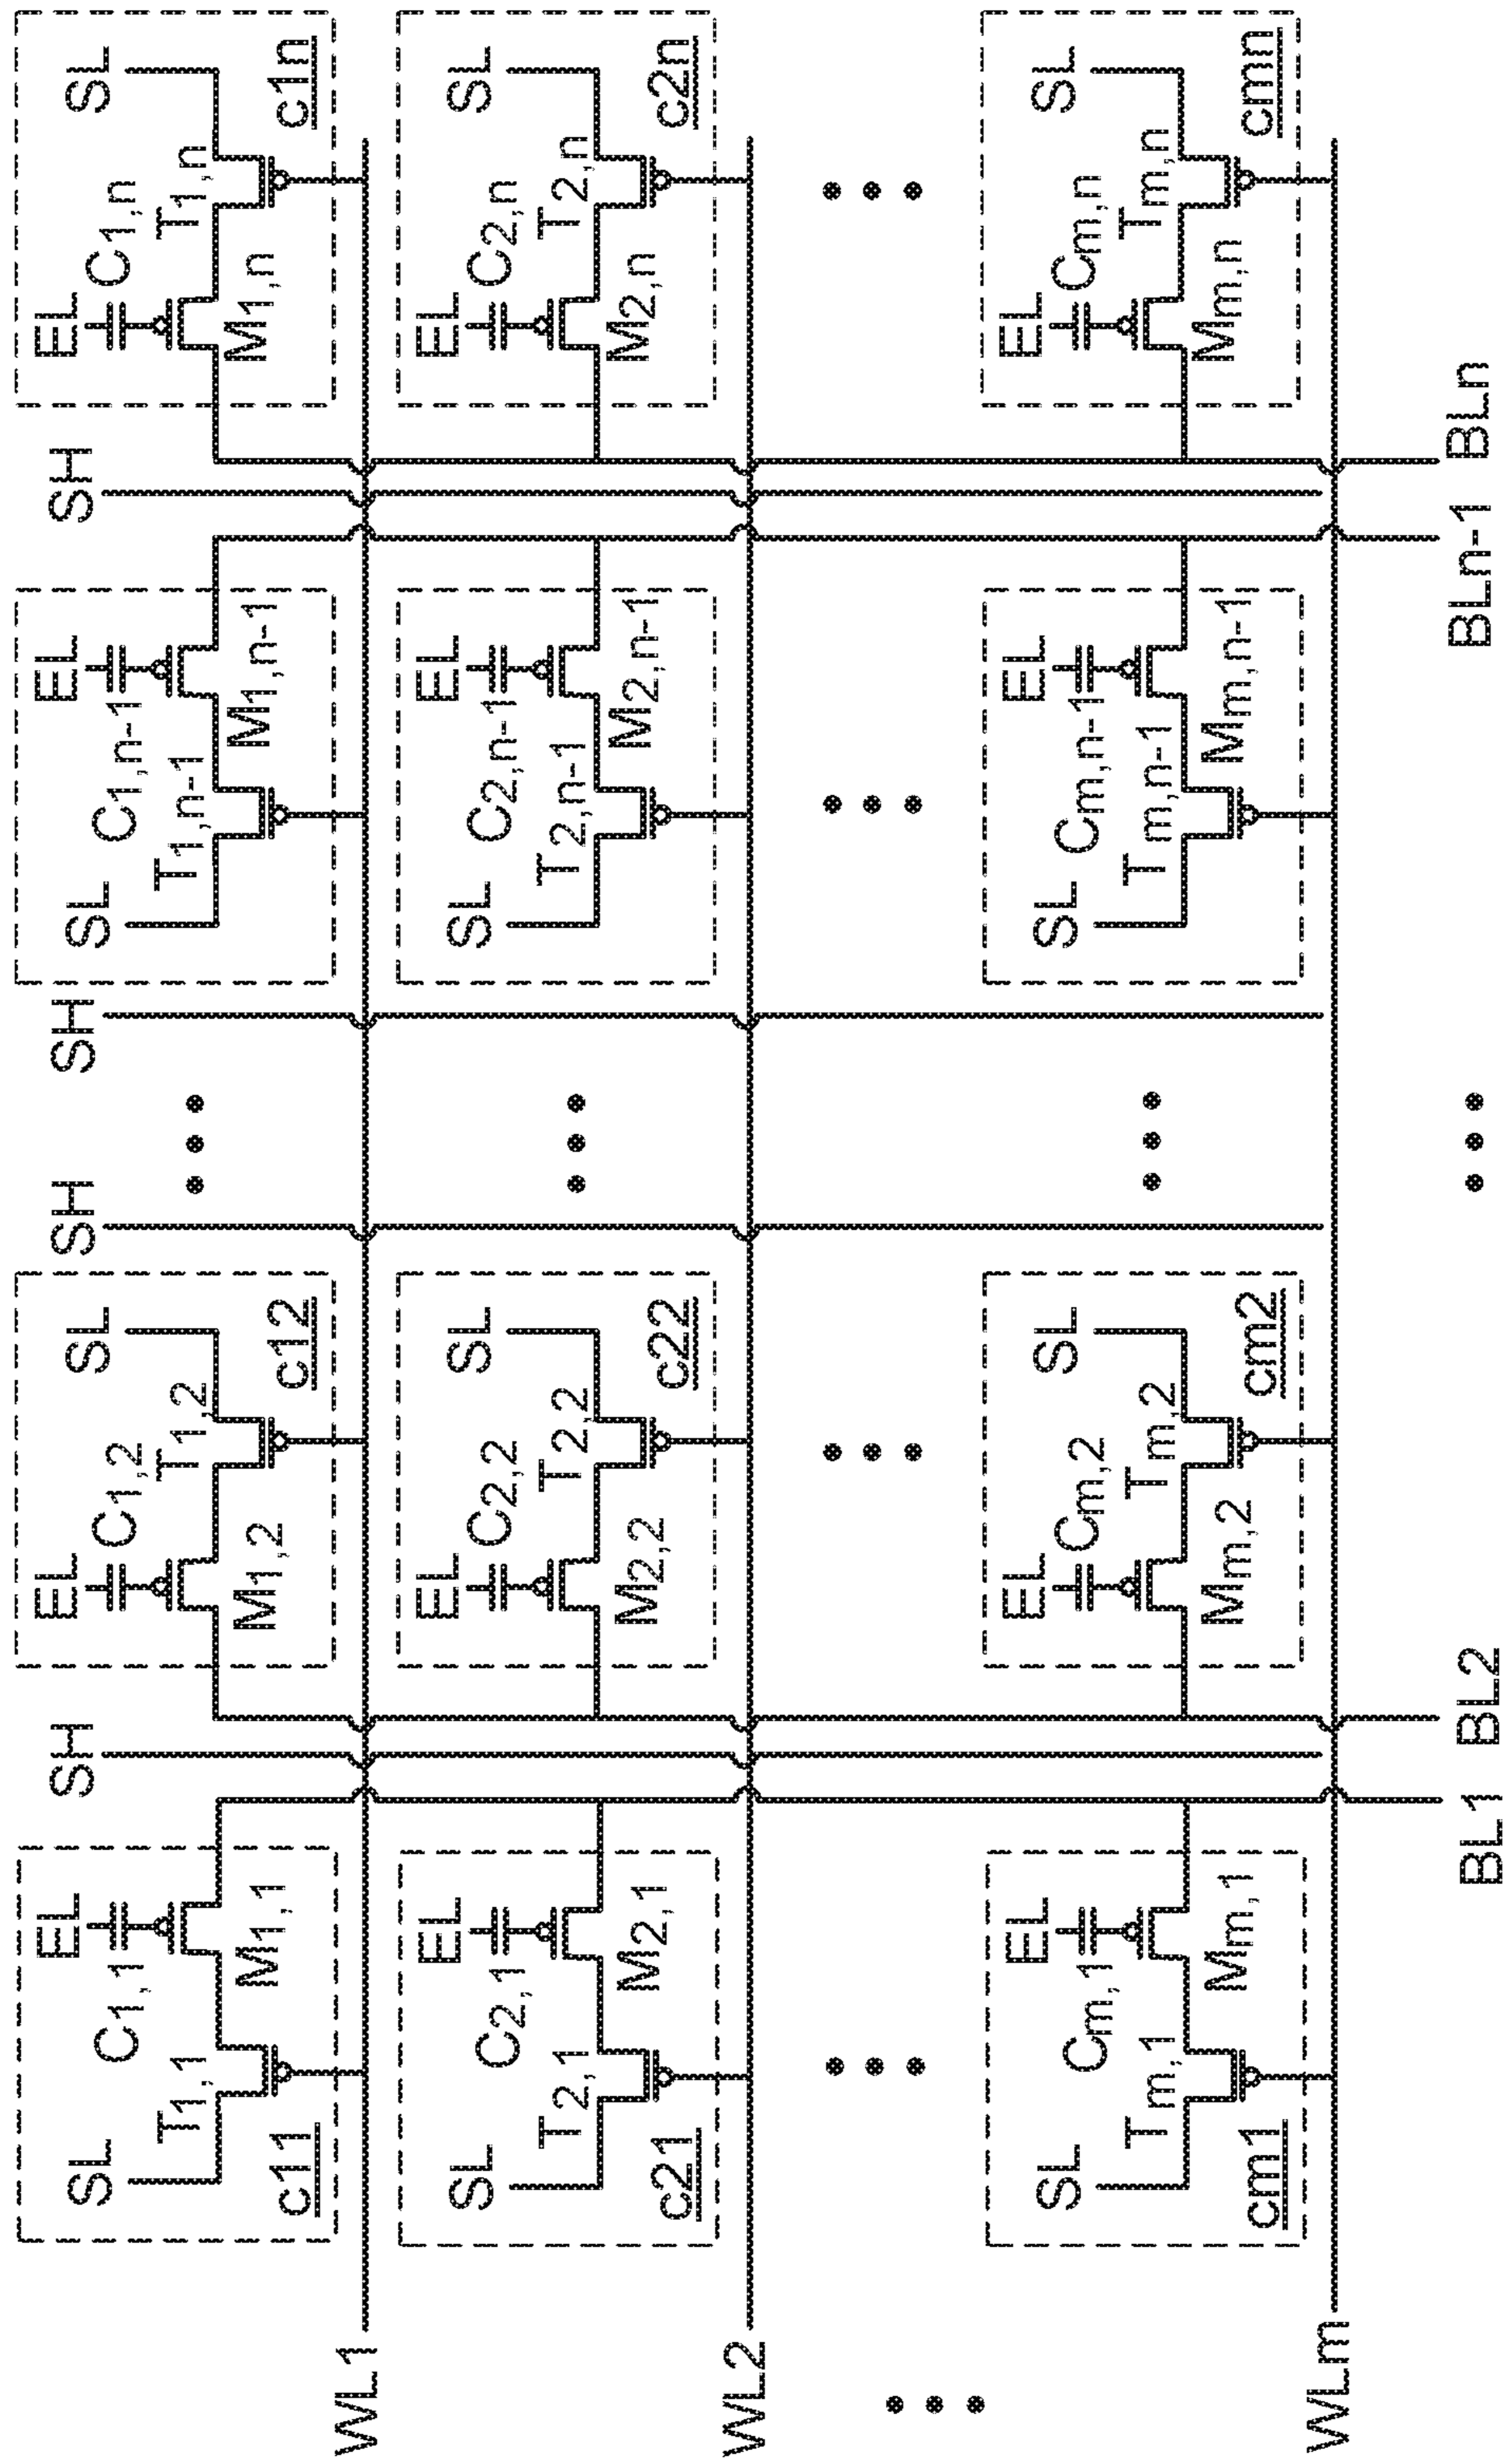 EL EL EL EL
SH SH SH SH
SL SL SL SL
C1,1 C1,2 C1,n-1 C1,n
T1,1 T1,2 T1,n-1 T1,n
M1,1 M1,2 M1,n-1 M1,n
c11 c12 c1n
WL1
EL EL EL EL
SL SL SL SL
C2,1 C2,2 C2,n-1 C2,n
T2,1 T2,2 T2,n-1 T2,n
M2,1 M2,2 M2,n-1 M2,n
c21 c22 c2n
WL2
EL EL EL EL
SL SL SL SL
Cm,1 Cm,2 Cm,n-1 Cm,n
Tm,1 Tm,2 Tm,n-1 Tm,n
Mm,1 Mm,2 Mm,n-1 Mm,n
cm1 cm2 cmn
WLm
BL1 BL2 BLn-1 BLn